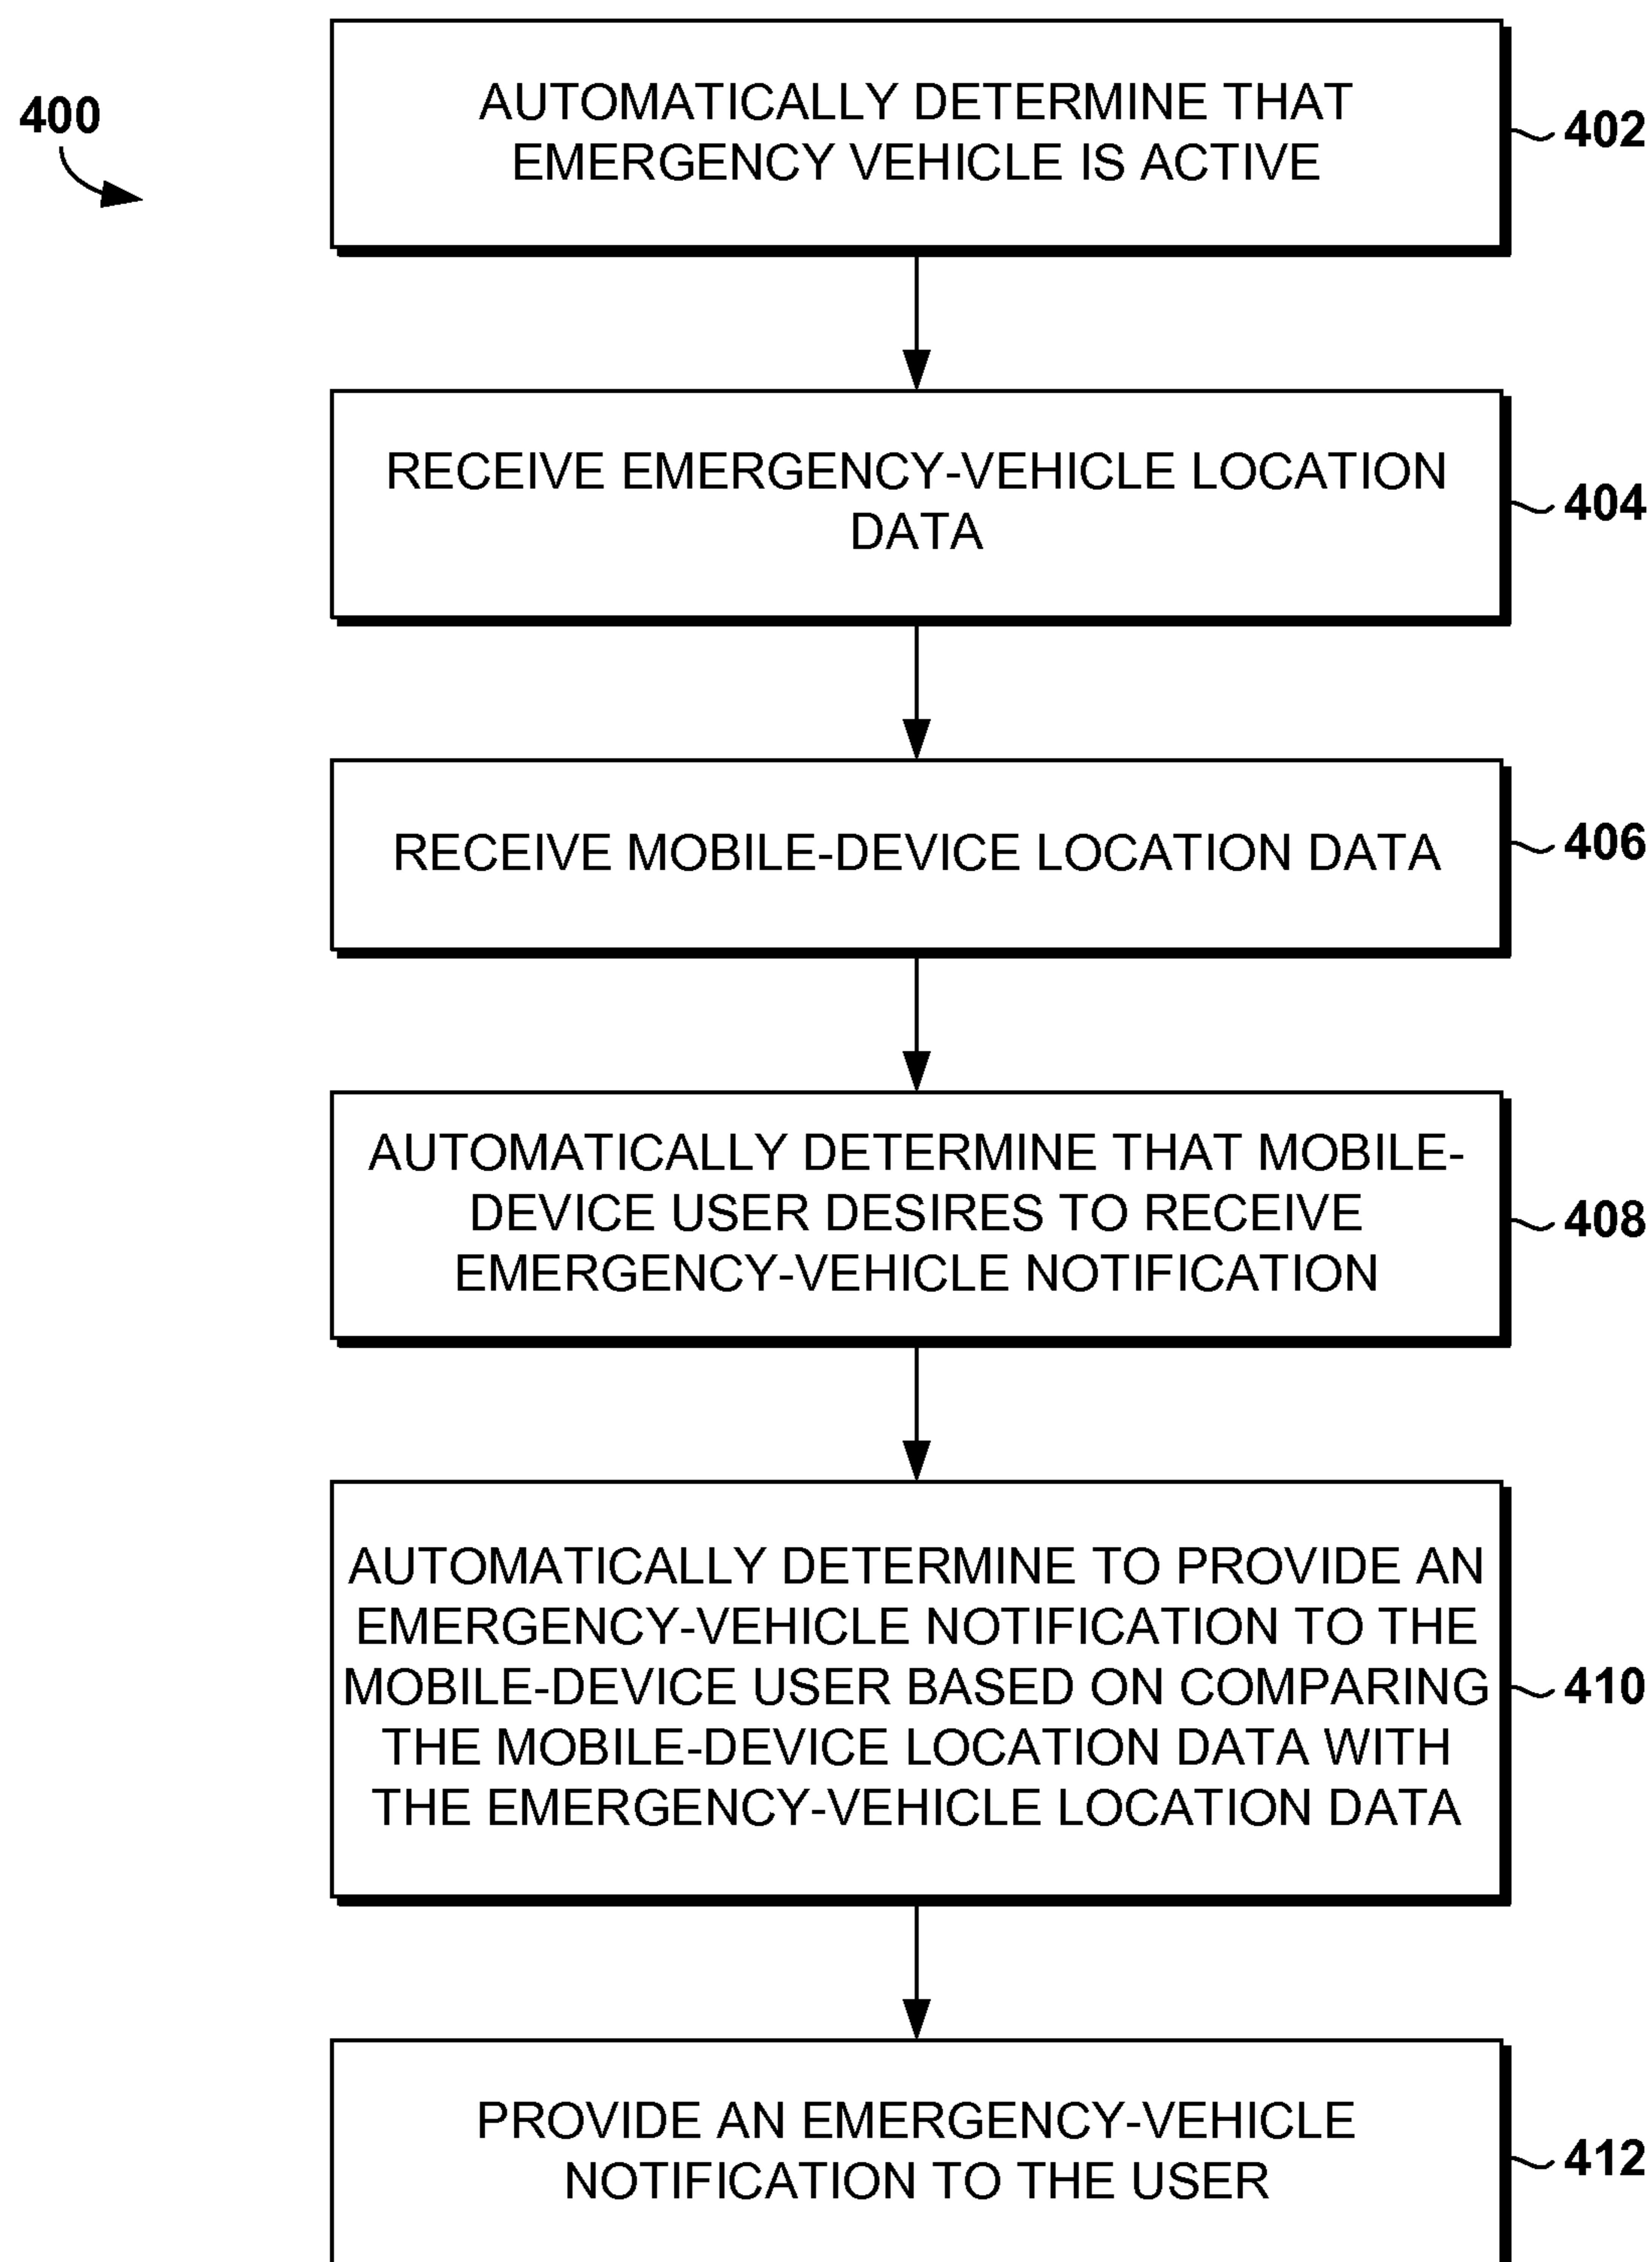 400
AUTOMATICALLY DETERMINE THAT
EMERGENCY VEHICLE IS ACTIVE
402
RECEIVE EMERGENCY-VEHICLE LOCATION
DATA
404
RECEIVE MOBILE-DEVICE LOCATION DATA
406
AUTOMATICALLY DETERMINE THAT MOBILE-
DEVICE USER DESIRES TO RECEIVE
EMERGENCY-VEHICLE NOTIFICATION
408
AUTOMATICALLY DETERMINE TO PROVIDE AN
EMERGENCY-VEHICLE NOTIFICATION TO THE
MOBILE-DEVICE USER BASED ON COMPARING
THE MOBILE-DEVICE LOCATION DATA WITH
THE EMERGENCY-VEHICLE LOCATION DATA
410
PROVIDE AN EMERGENCY-VEHICLE
NOTIFICATION TO THE USER
412